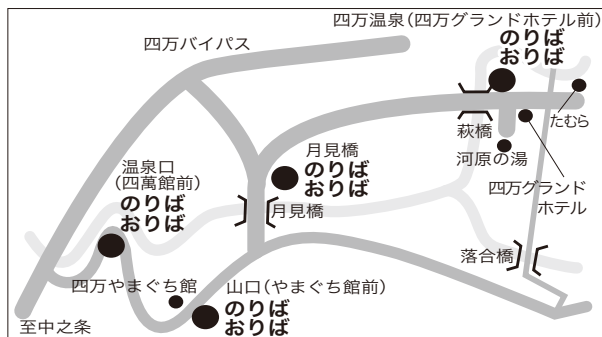 四万温泉(四万グランドホテル前)
のりば
おりば
四万バイパス
たむら
萩橋
河原の湯
四万グランド
ホテル
月見橋
のりば
おりば
温泉口
(四萬館前)
のりば
おりば
月見橋
落合橋
四万やまぐち館
山口(やまぐち館前)
のりば
おりば
至中之条